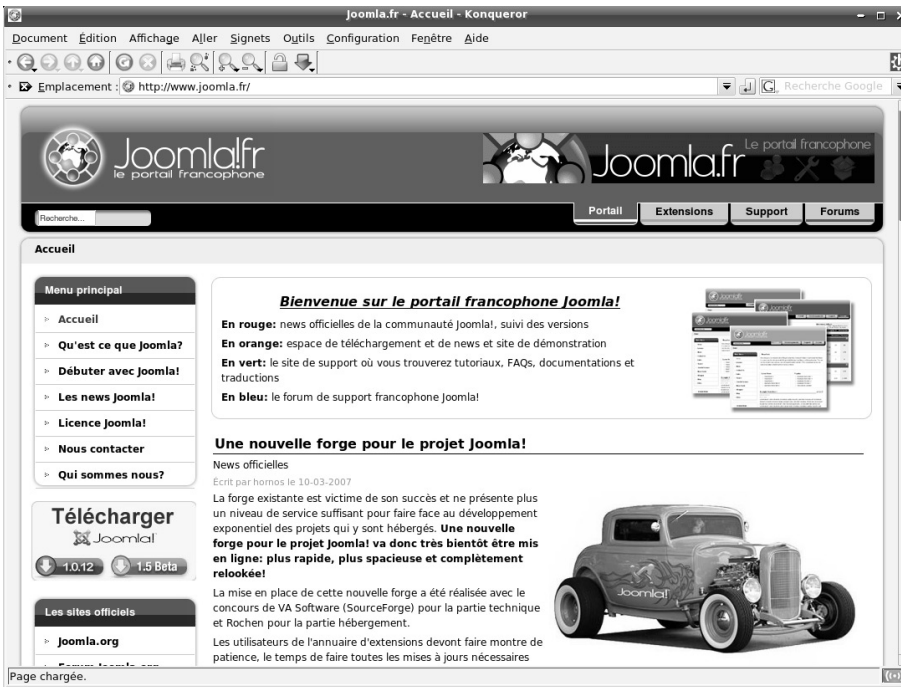 Joomla.fr - Accueil - Konqueror
Document Édition Affichage Aller Signets Outils Configuration Fenêtre Aide
Emplacement : http://www.joomla.fr/
G Recherche Google
Joomla!fr
le portail francophone
Joomla.fr
Le portail francophone
Recherche...
Portail Extensions Support Forums
Accueil
Menu principal
Accueil
Qu'est ce que Joomla?
Débuter avec Joomla!
Les news Joomla!
Licence Joomla!
Nous contacter
Qui sommes nous?
Télécharger
Joomla!
1.0.12 1.5 Beta
Les sites officiels
Joomla.org
Forum Joomla.org
Bienvenue sur le portail francophone Joomla!
En rouge: news officielles de la communauté Joomla!, suivi des versions
En orange: espace de téléchargement et de news et site de démonstration
En vert: le site de support où vous trouverez tutoriaux, FAQs, documentations et
traductions
En bleu: le forum de support francophone Joomla!
Une nouvelle forge pour le projet Joomla!
News officielles
Écrit par hornos le 10-03-2007
La forge existante est victime de son succès et ne présente plus
un niveau de service suffisant pour faire face au développement
exponentiel des projets qui y sont hébergés. Une nouvelle
forge pour le projet Joomla! va donc très bientôt être mis
en ligne: plus rapide, plus spacieuse et complètement
relookée!
La mise en place de cette nouvelle forge a été réalisée avec le
concours de VA Software (SourceForge) pour la partie technique
et Rochen pour la partie hébergement.
Les utilisateurs de l'annuaire d'extensions devont faire montre de
patience, le temps de faire toutes les mises à jours nécessaires
Joomla!
Page chargée.